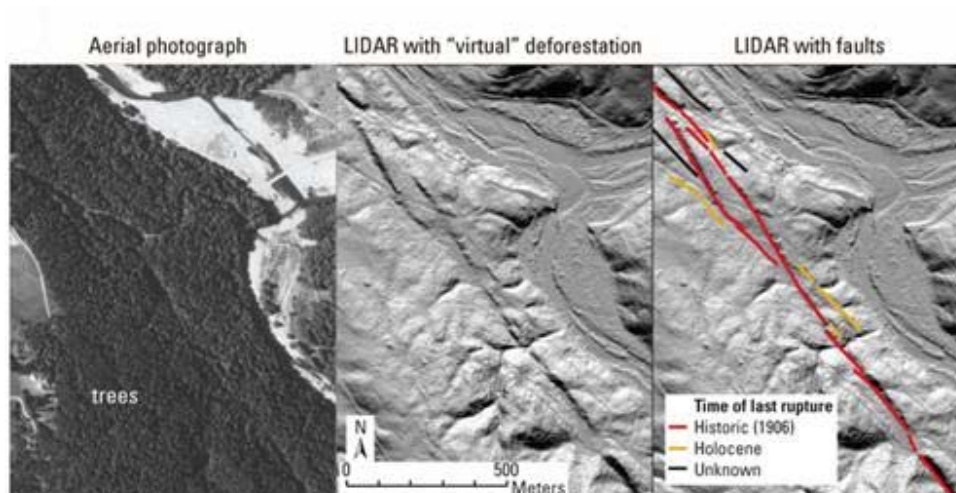 Aerial photograph
LIDAR with "virtual" deforestation
LIDAR with faults
trees
N
0 500
Meters
Time of last rupture
Historic (1906)
Holocene
Unknown